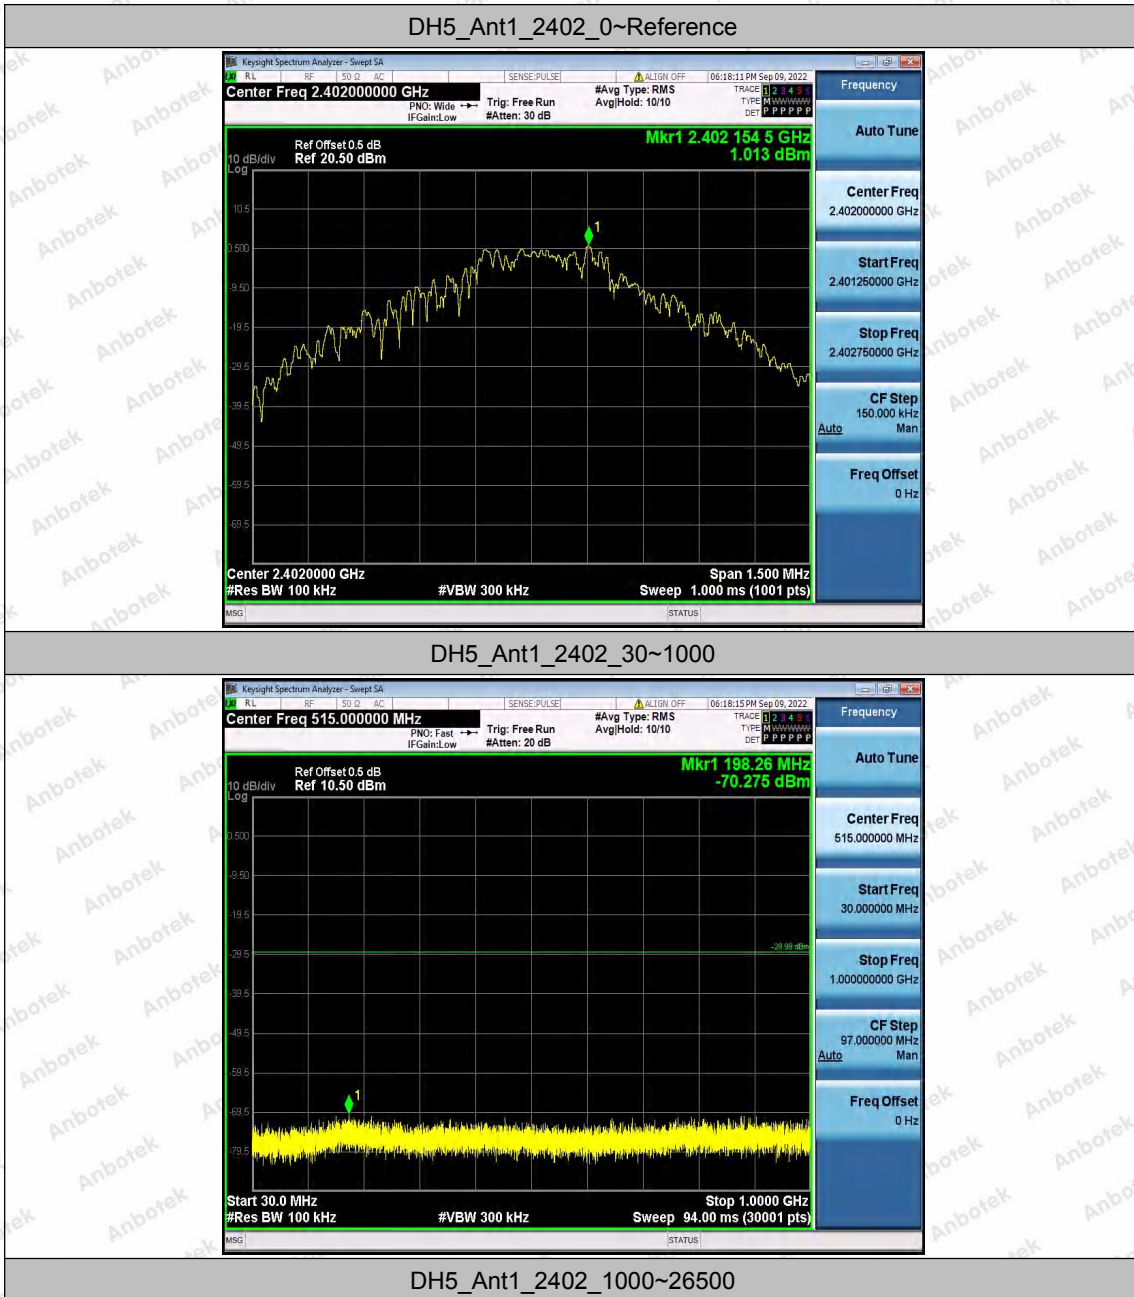 DH5_Ant1_2402_0~Reference
Keysight Spectrum Analyzer - Swept SA
RL RF 50 Ω AC SENSE:PULSE ALIGN OFF 06:18:11 PM Sep 09, 2022
Center Freq 2.402000000 GHz
PNO: Wide
IFGain:Low
Trig: Free Run
#Atten: 30 dB
#Avg Type: RMS
Avg|Hold: 10/10
TRACE 1 2 3 4 5 6
TYPE M W W W W W
DET P P P P P P
Ref Offset 0.5 dB
Ref 20.50 dBm
10 dB/div
Log
Mkr1 2.402 154 5 GHz
1.013 dBm
1
10.5
0.500
-9.50
-19.5
-29.5
-39.5
-49.5
-59.5
-69.5
Center 2.4020000 GHz
#Res BW 100 kHz
#VBW 300 kHz
Span 1.500 MHz
Sweep 1.000 ms (1001 pts)
MSG
STATUS
Frequency
Auto Tune
Center Freq
2.402000000 GHz
Start Freq
2.401250000 GHz
Stop Freq
2.402750000 GHz
CF Step
150.000 kHz
Auto Man
Freq Offset
0 Hz
DH5_Ant1_2402_30~1000
Keysight Spectrum Analyzer - Swept SA
RL RF 50 Ω AC SENSE:PULSE ALIGN OFF 06:18:15 PM Sep 09, 2022
Center Freq 515.000000 MHz
PNO: Fast
IFGain:Low
Trig: Free Run
#Atten: 20 dB
#Avg Type: RMS
Avg|Hold: 10/10
TRACE 1 2 3 4 5 6
TYPE M W W W W W
DET P P P P P P
Ref Offset 0.5 dB
Ref 10.50 dBm
10 dB/div
Log
Mkr1 198.26 MHz
-70.275 dBm
0.500
-9.50
-19.5
-28.99 dBm
-29.5
-39.5
-49.5
-59.5
1
-69.5
-79.5
Start 30.0 MHz
#Res BW 100 kHz
#VBW 300 kHz
Stop 1.0000 GHz
Sweep 94.00 ms (30001 pts)
MSG
STATUS
Frequency
Auto Tune
Center Freq
515.000000 MHz
Start Freq
30.000000 MHz
Stop Freq
1.000000000 GHz
CF Step
97.000000 MHz
Auto Man
Freq Offset
0 Hz
DH5_Ant1_2402_1000~26500
Anbotek